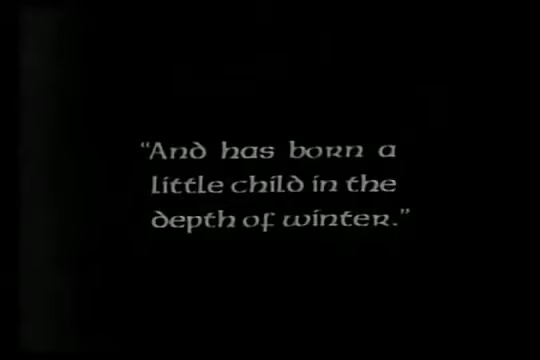 “And has born a
little child in the
depth of winter.”